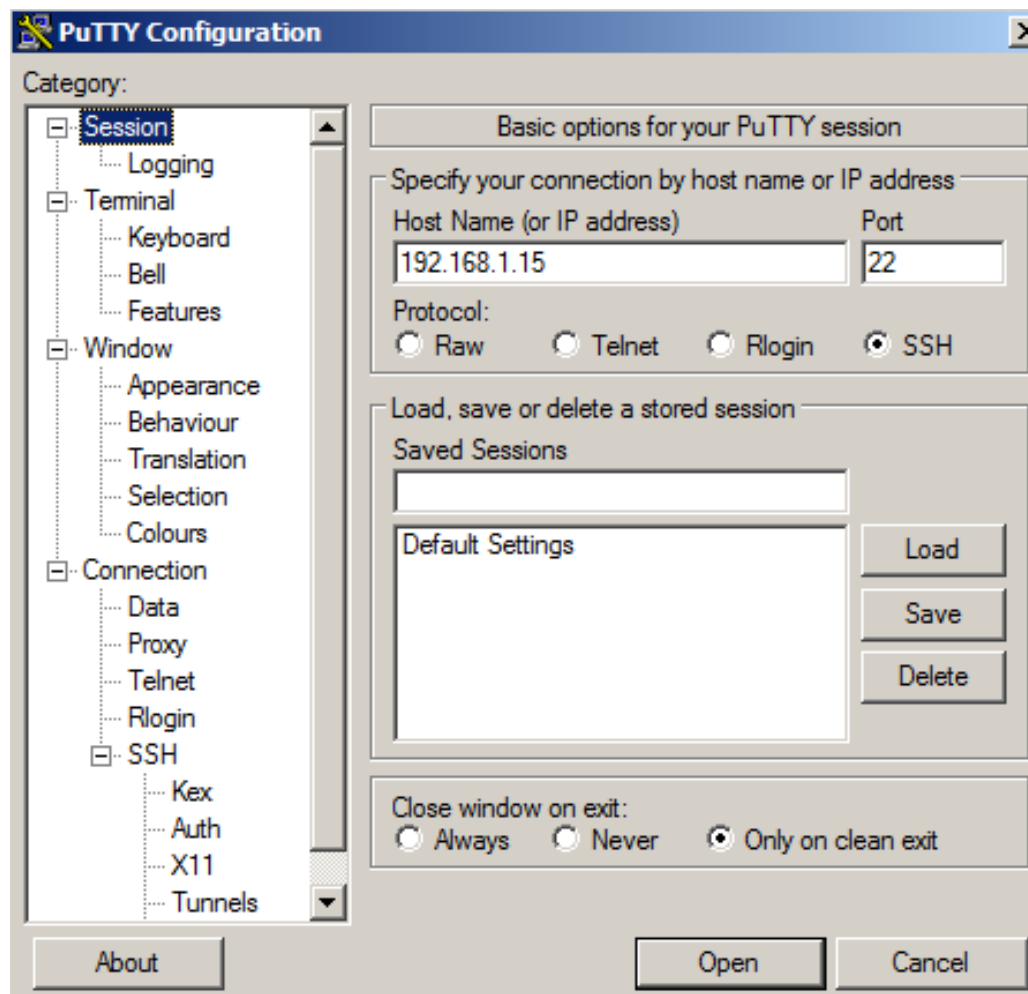 PuTTY Configuration
Category:
Session
Logging
Terminal
Keyboard
Bell
Features
Window
Appearance
Behaviour
Translation
Selection
Colours
Connection
Data
Proxy
Telnet
Rlogin
SSH
Kex
Auth
X11
Tunnels
Basic options for your PuTTY session
Specify your connection by host name or IP address
Host Name (or IP address) Port
192.168.1.15 22
Protocol:
Raw Telnet Rlogin SSH
Load, save or delete a stored session
Saved Sessions
Default Settings
Load
Save
Delete
Close window on exit:
Always Never Only on clean exit
About Open Cancel